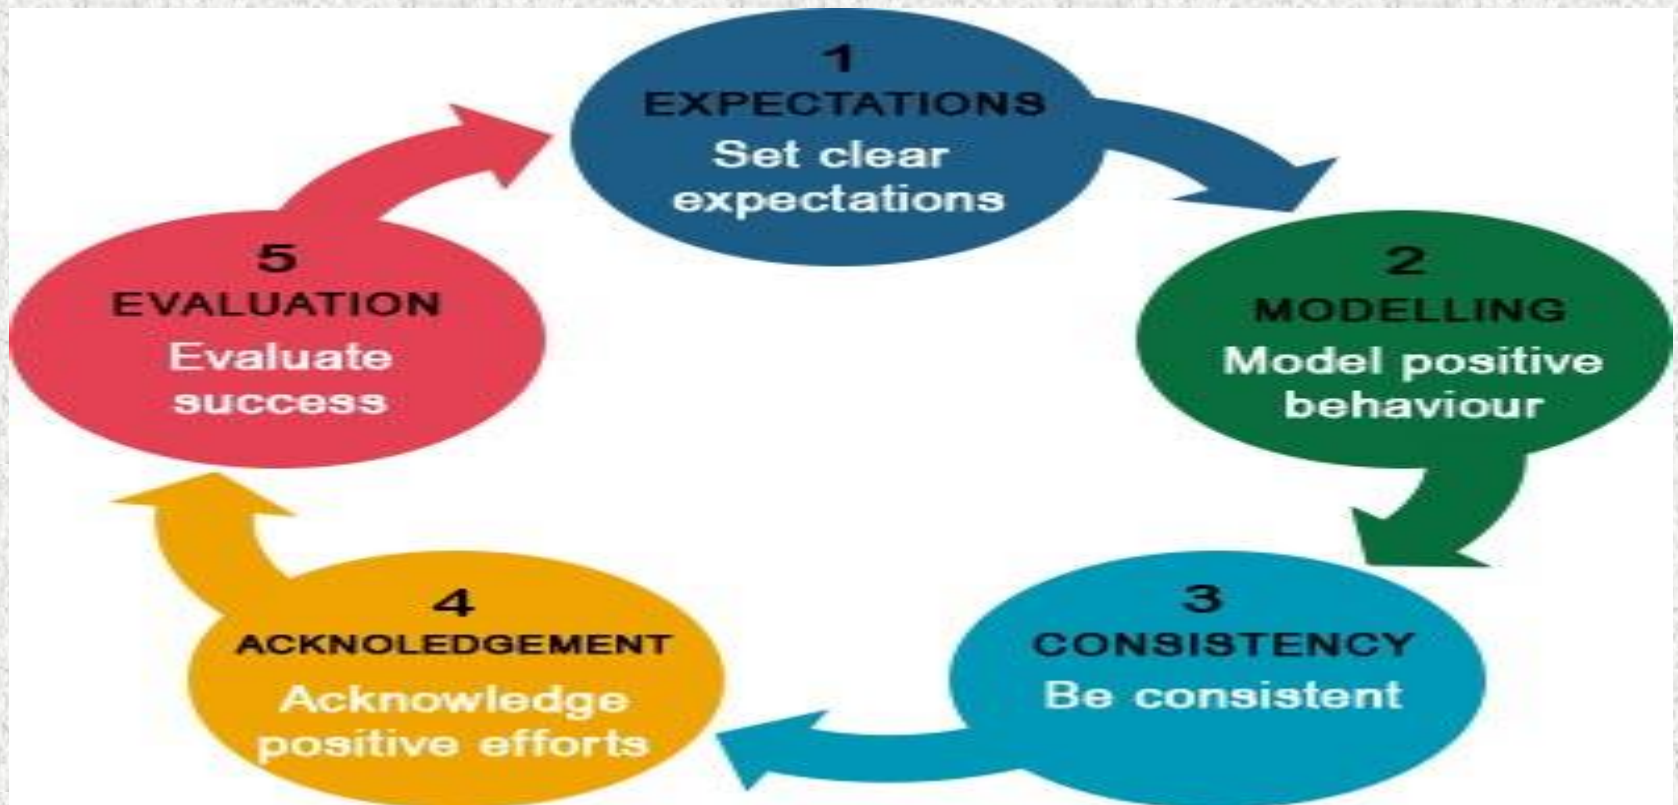 1
EXPECTATIONS
Set clear
expectations
2
MODELLING
Model positive
behaviour
3
CONSISTENCY
Be consistent
4
ACKNOLEDGEMENT
Acknowledge
positive efforts
5
EVALUATION
Evaluate
success